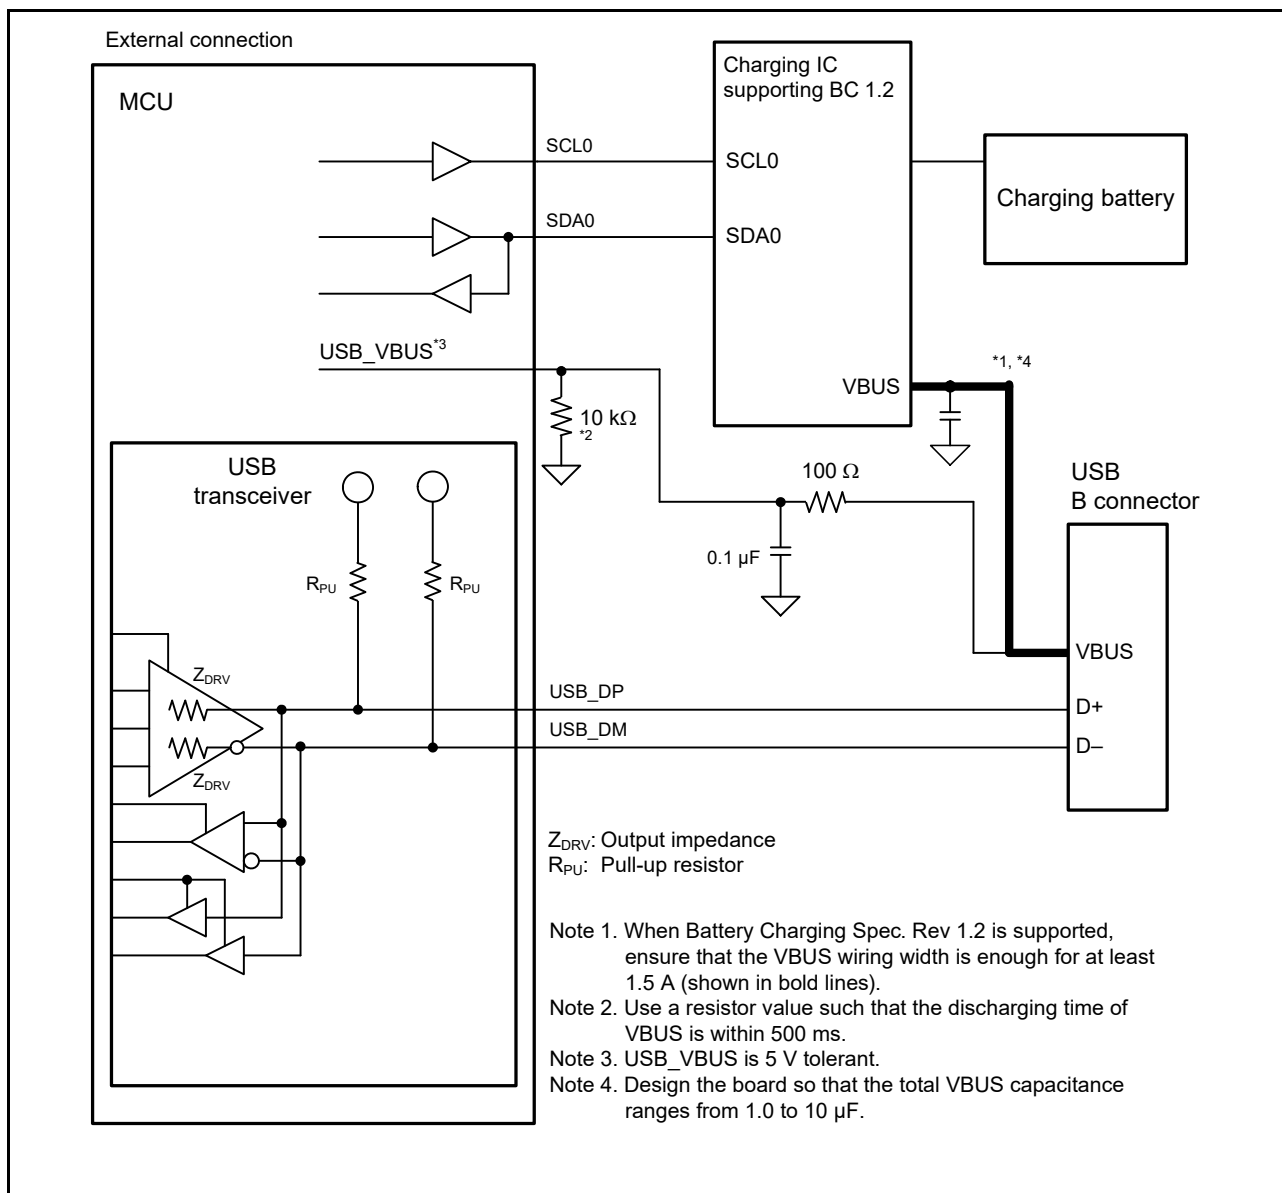 External connection
MCU
Charging IC
supporting BC 1.2
SCL0
SCL0
Charging battery
SDA0
SDA0
USB_VBUS*3
*1, *4
VBUS
10 kΩ
*2
USB
transceiver
100 Ω
USB
B connector
0.1 µF
RPU
RPU
VBUS
ZDRV
USB_DP
D+
USB_DM
D–
ZDRV
ZDRV: Output impedance
RPU: Pull-up resistor
Note 1. When Battery Charging Spec. Rev 1.2 is supported,
ensure that the VBUS wiring width is enough for at least
1.5 A (shown in bold lines).
Note 2. Use a resistor value such that the discharging time of
VBUS is within 500 ms.
Note 3. USB_VBUS is 5 V tolerant.
Note 4. Design the board so that the total VBUS capacitance
ranges from 1.0 to 10 µF.